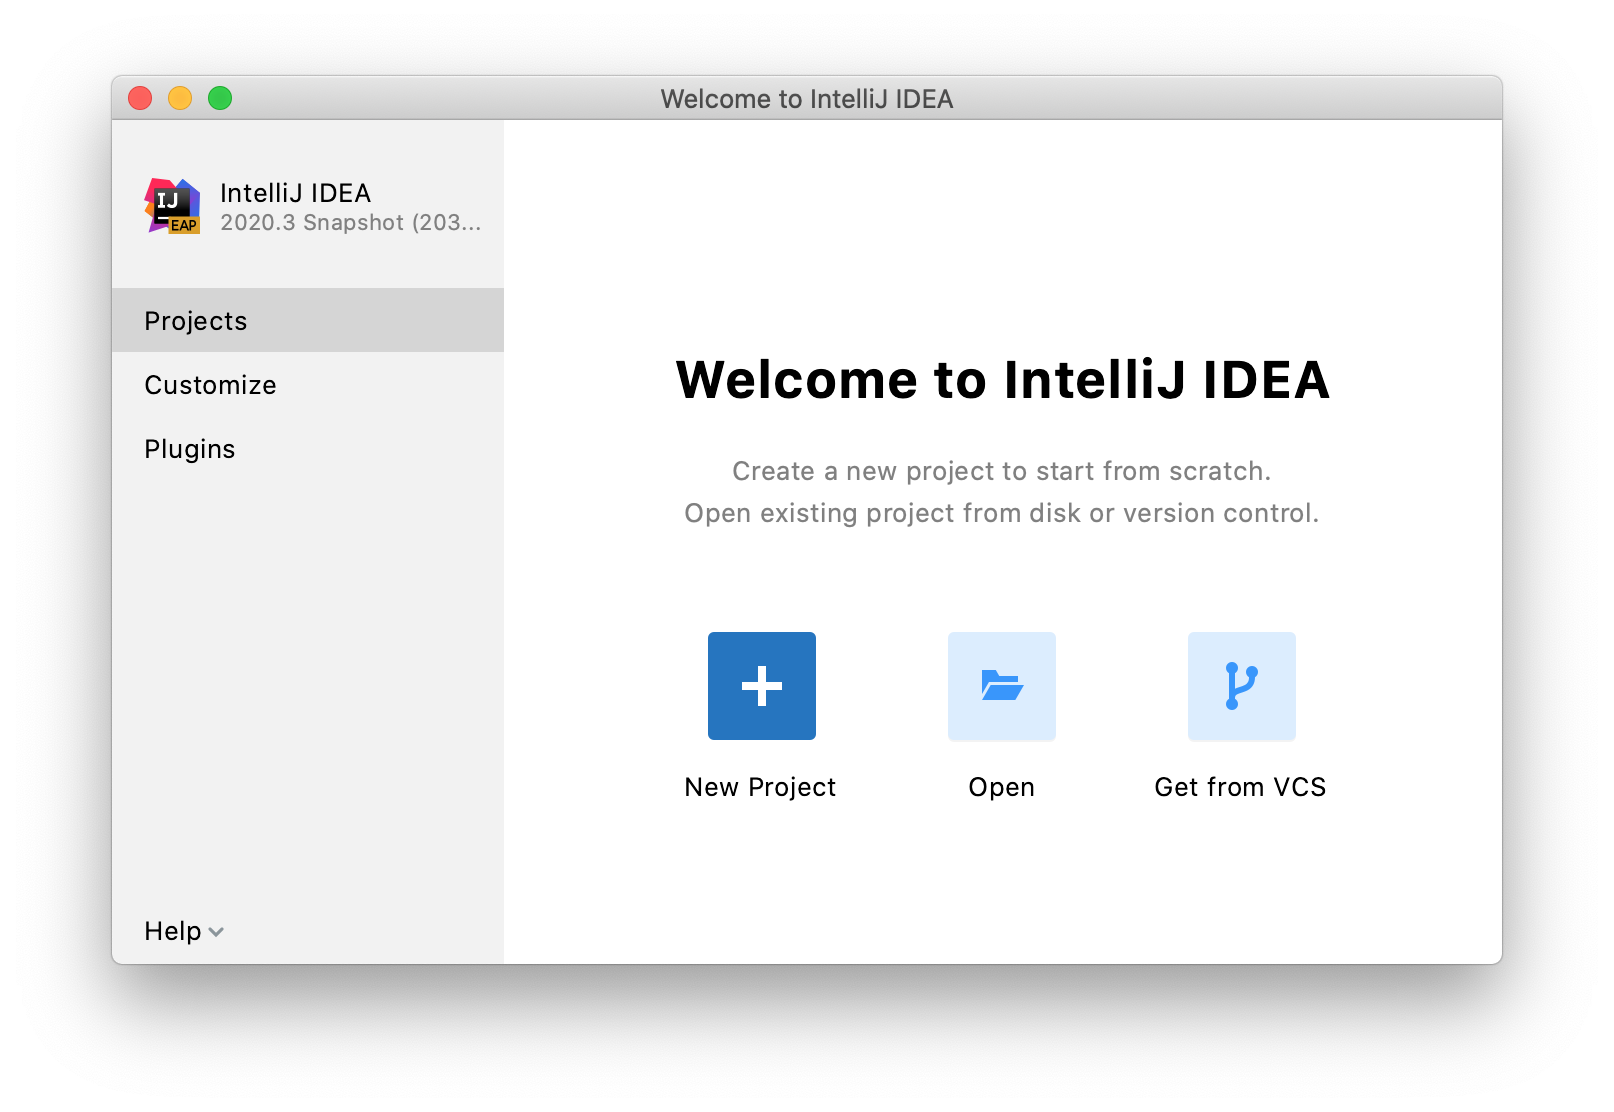 Welcome to IntelliJ IDEA
IJ
EAP
IntelliJ IDEA
2020.3 Snapshot (203...
Projects
Customize
Plugins
Welcome to IntelliJ IDEA
Create a new project to start from scratch.
Open existing project from disk or version control.
New Project
Open
Get from VCS
Help